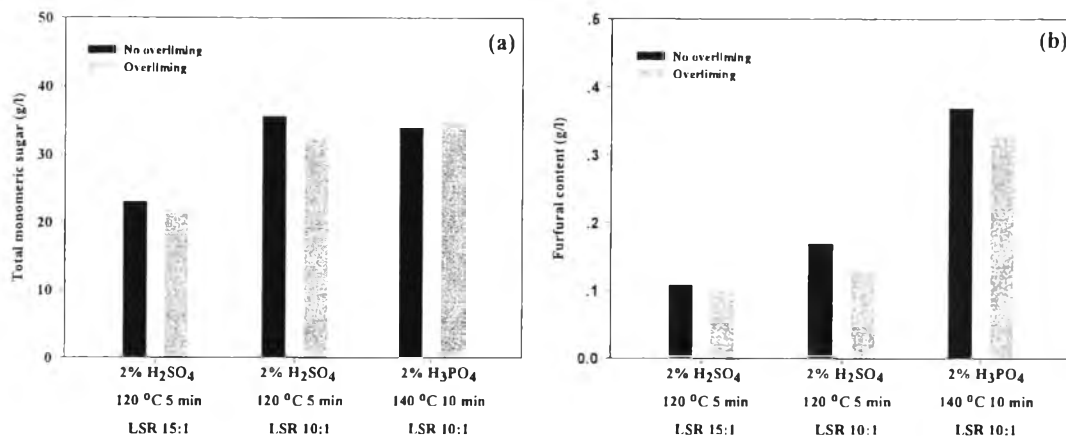 (a)
No overliming
Overliming
Total monomeric sugar (g/l)
50
40
30
20
10
0
2% H₂SO₄ 2% H₂SO₄ 2% H₃PO₄
120 ⁰C 5 min 120 ⁰C 5 min 140 ⁰C 10 min
LSR 15:1 LSR 10:1 LSR 10:1
(b)
No overliming
Overliming
Furfural content (g/l)
.5
.4
.3
.2
.1
0.0
2% H₂SO₄ 2% H₂SO₄ 2% H₃PO₄
120 ⁰C 5 min 120 ⁰C 5 min 140 ⁰C 10 min
LSR 15:1 LSR 10:1 LSR 10:1